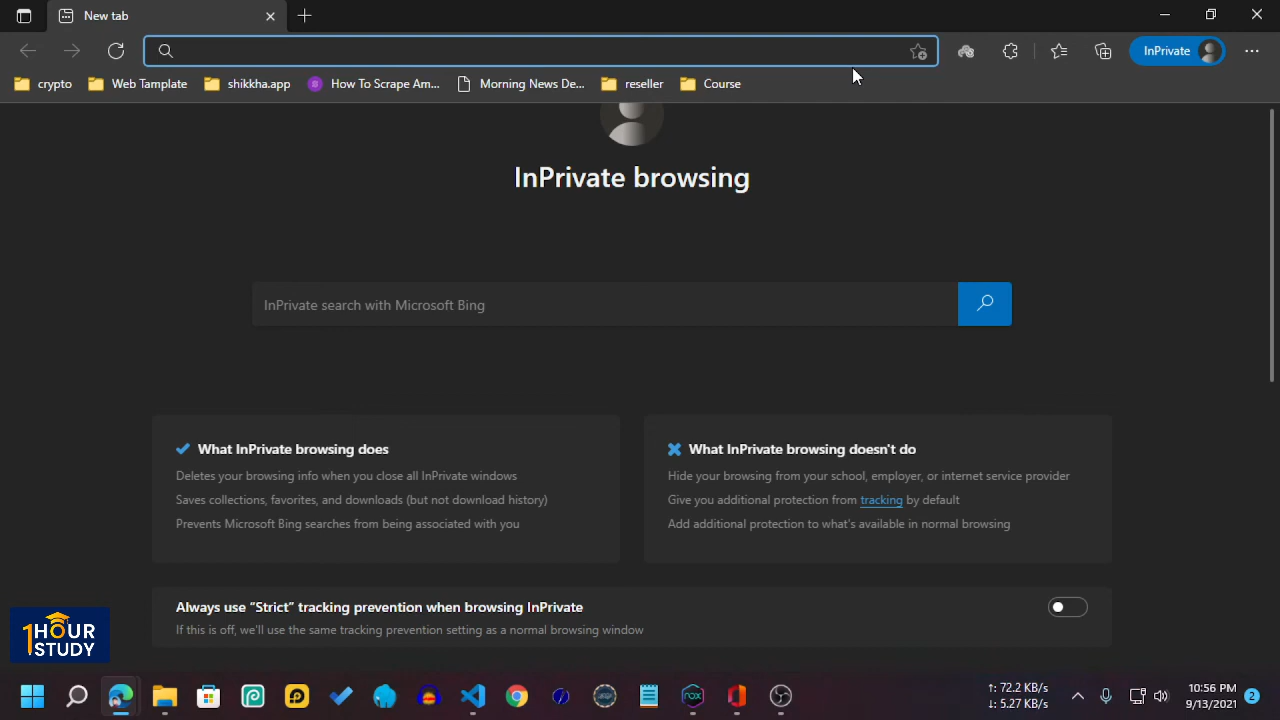 New tab
InPrivate
crypto
Web Tamplate
shikkha.app
How To Scrape Am...
Morning News De...
reseller
Course
InPrivate browsing
InPrivate search with Microsoft Bing
What InPrivate browsing does
Deletes your browsing info when you close all InPrivate windows
Saves collections, favorites, and downloads (but not download history)
Prevents Microsoft Bing searches from being associated with you
What InPrivate browsing doesn't do
Hide your browsing from your school, employer, or internet service provider
Give you additional protection from tracking by default
Add additional protection to what's available in normal browsing
Always use “Strict” tracking prevention when browsing InPrivate
If this is off, we'll use the same tracking prevention setting as a normal browsing window
1HOUR
STUDY
↑: 72.2 KB/s
↓: 5.27 KB/s
10:56 PM
9/13/2021
2